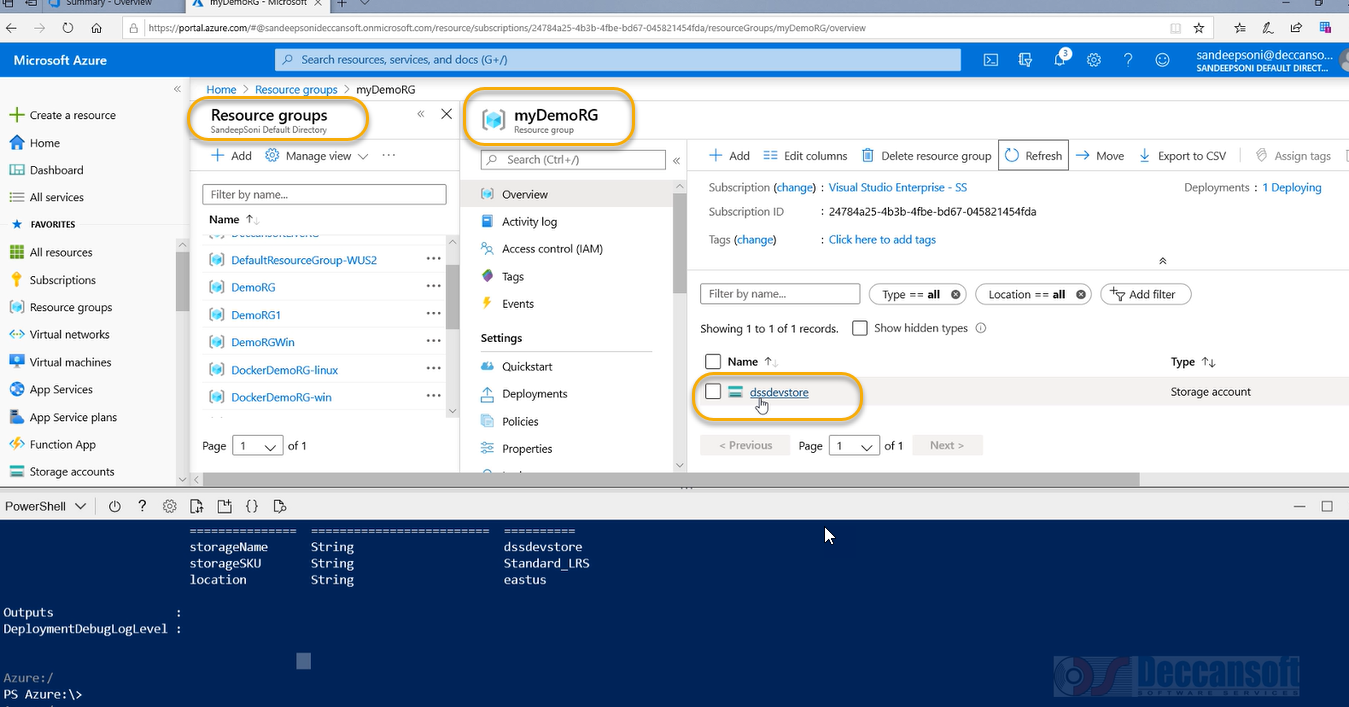 Summary - Overview
myDemoRG - Microsoft
https://portal.azure.com/#@sandeepsonideccansoft.onmicrosoft.com/resource/subscriptions/24784a25-4b3b-4fbe-bd67-045821454fda/resourceGroups/myDemoRG/overview
Microsoft Azure
Search resources, services, and docs (G+/)
3
sandeepsoni@deccanso...
SANDEEPSONI DEFAULT DIRECT...
Create a resource
Home
Dashboard
All services
FAVORITES
All resources
Subscriptions
Resource groups
Virtual networks
Virtual machines
App Services
App Service plans
Function App
Storage accounts
Home > Resource groups > myDemoRG
Resource groups
SandeepSoni Default Directory
Add Manage view ...
Filter by name...
Name
DefaultResourceGroup-WUS2
DemoRG
DemoRG1
DemoRGWin
DockerDemoRG-linux
DockerDemoRG-win
Page 1 of 1
myDemoRG
Resource group
Search (Ctrl+/)
Overview
Activity log
Access control (IAM)
Tags
Events
Settings
Quickstart
Deployments
Policies
Properties
Add Edit columns Delete resource group Refresh Move Export to CSV Assign tags
Subscription (change) : Visual Studio Enterprise - SS
Deployments : 1 Deploying
Subscription ID : 24784a25-4b3b-4fbe-bd67-045821454fda
Tags (change) : Click here to add tags
Filter by name... Type == all Location == all Add filter
Showing 1 to 1 of 1 records. Show hidden types
Name Type
dssdevstore Storage account
< Previous Page 1 of 1 Next >
PowerShell
=============== ========================= ==========
storageName String dssdevstore
storageSKU String Standard_LRS
location String eastus
Outputs :
DeploymentDebugLogLevel :
Azure:/
PS Azure:\>
Deccansoft
SOFTWARE SERVICES